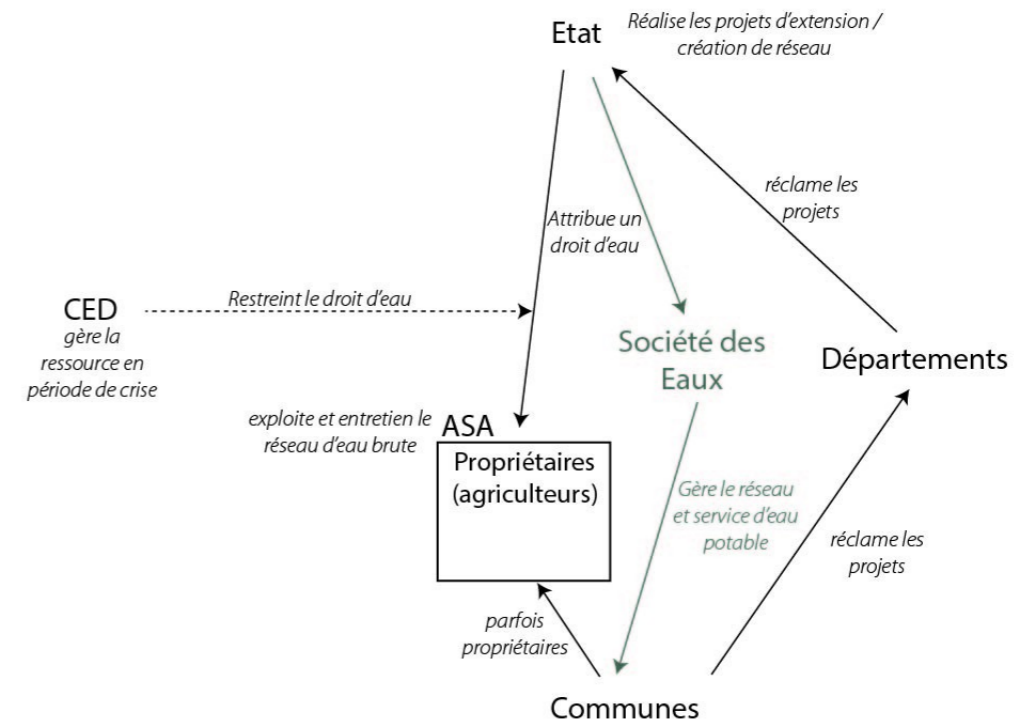 Etat
Réalise les projets d'extension /
création de réseau
réclame les
projets
Attribue un
droit d'eau
CED
gère la
ressource en
période de crise
Restreint le droit d'eau
Société des
Eaux
Départements
exploite et entretien le
réseau d'eau brute
ASA
Propriétaires
(agriculteurs)
Gère le réseau
et service d'eau
potable
réclame les
projets
parfois
propriétaires
Communes